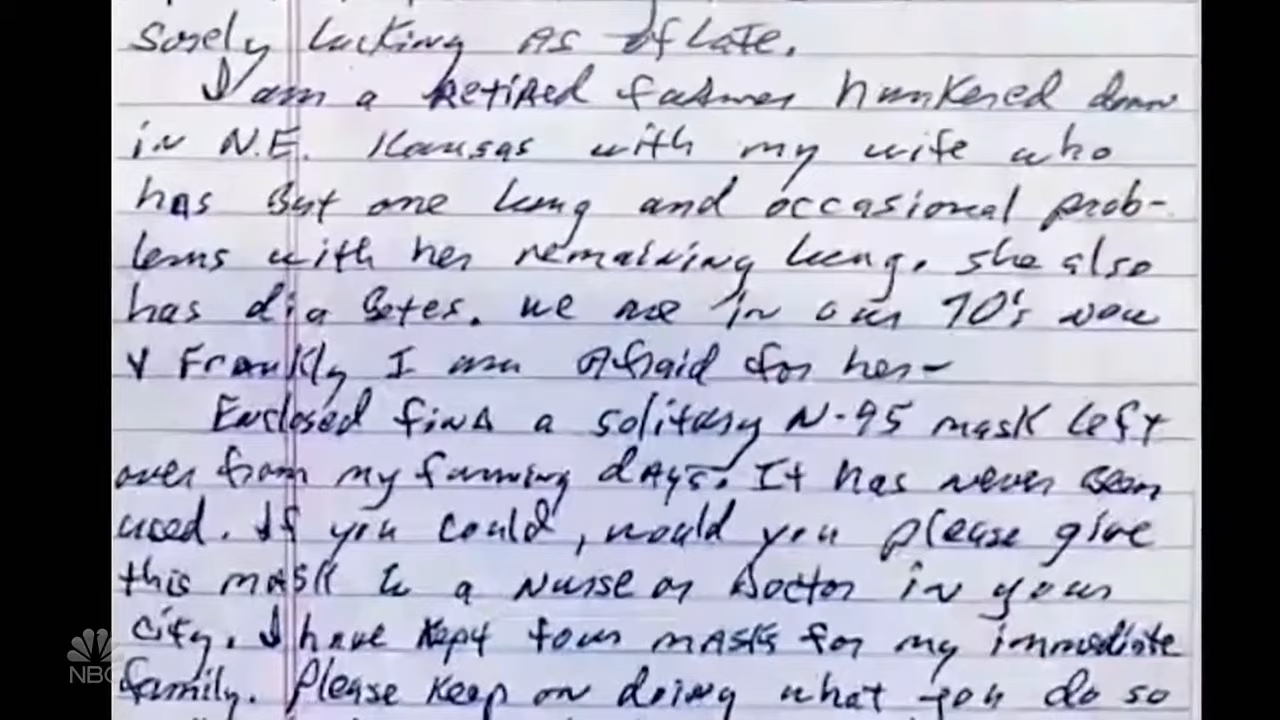 sorely lacking as of late.
I am a retired farmer hunkered down
in N.E. Kansas with my wife who
has but one lung and occasional prob-
lems with her remaining lung. she also
has diabetes. we are in our 70's now
& Frankly I am afraid for her-
Enclosed find a solitary N-95 mask left
over from my farming days. It has never been
used. If you could, would you please give
this mask to a nurse or Doctor in your
city. I have kept four masks for my immediate
family. Please keep on doing what you do so
NBC